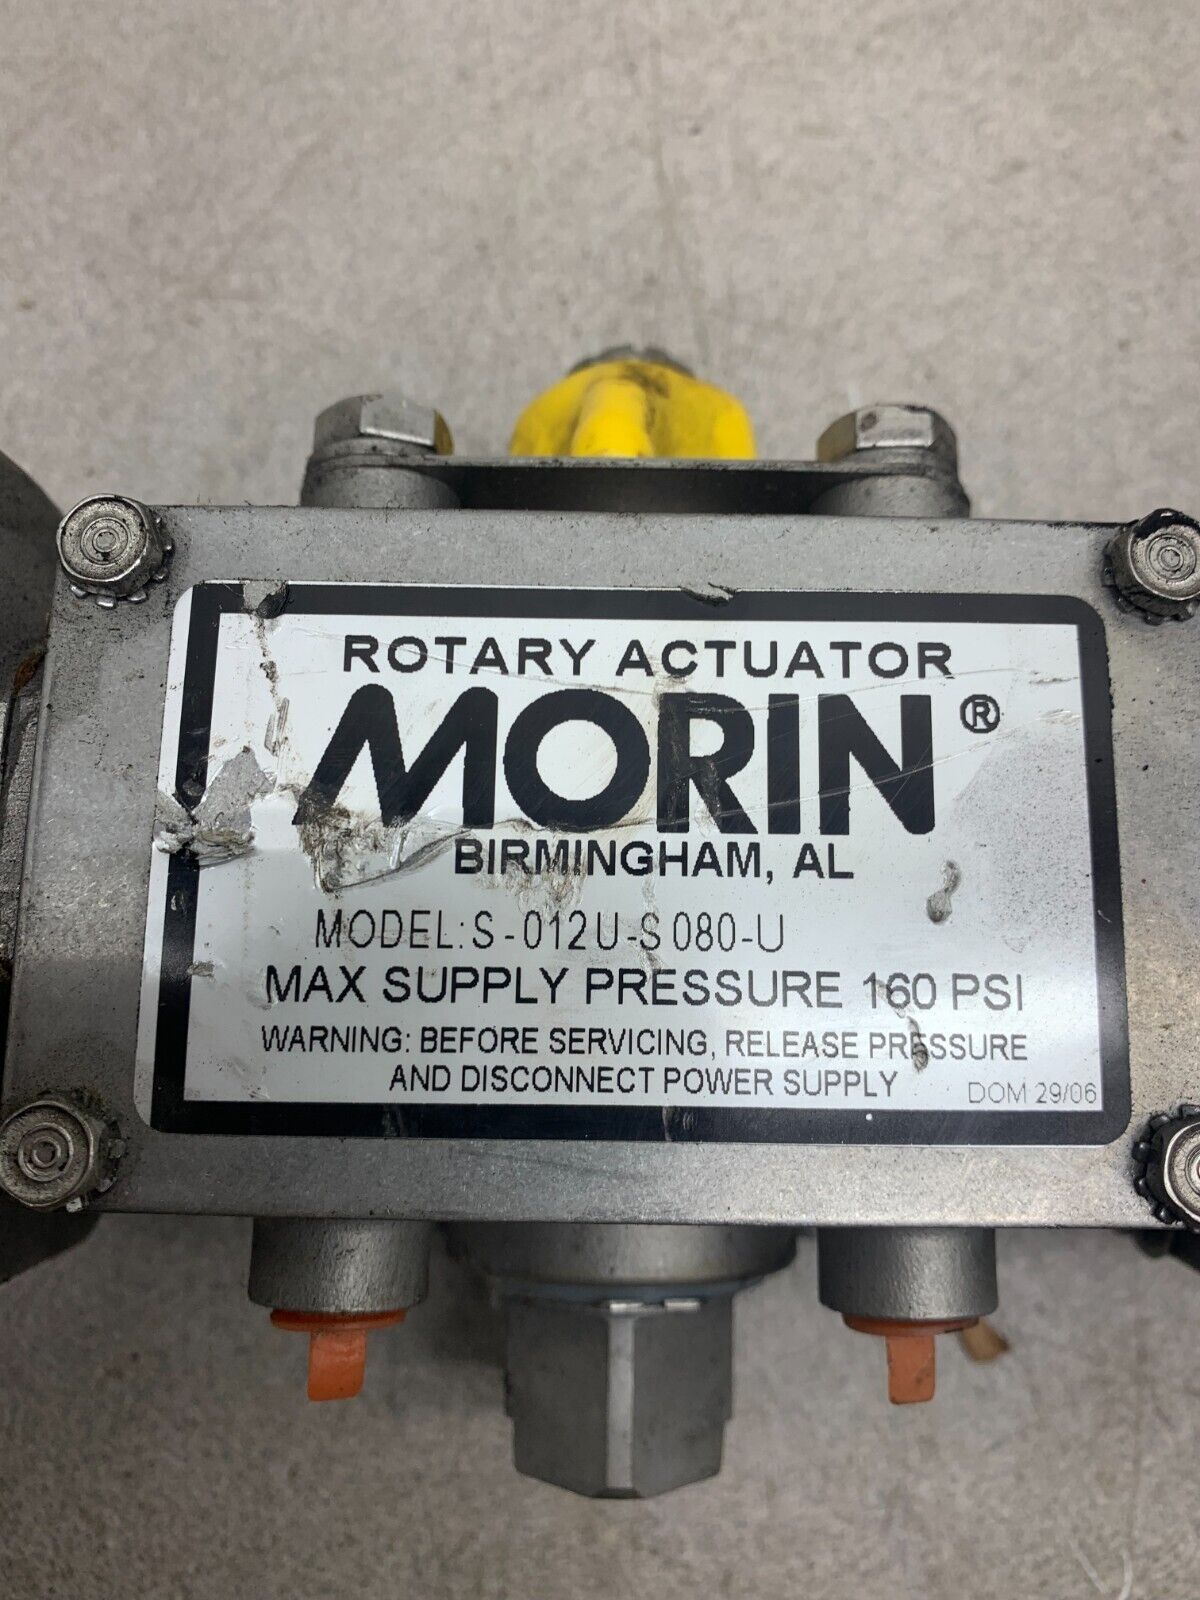 ROTARY ACTUATOR
MORIN®
BIRMINGHAM, AL
MODEL: S-012U-S080-U
MAX SUPPLY PRESSURE 160 PSI
WARNING: BEFORE SERVICING, RELEASE PRESSURE
AND DISCONNECT POWER SUPPLY
DOM 29/06